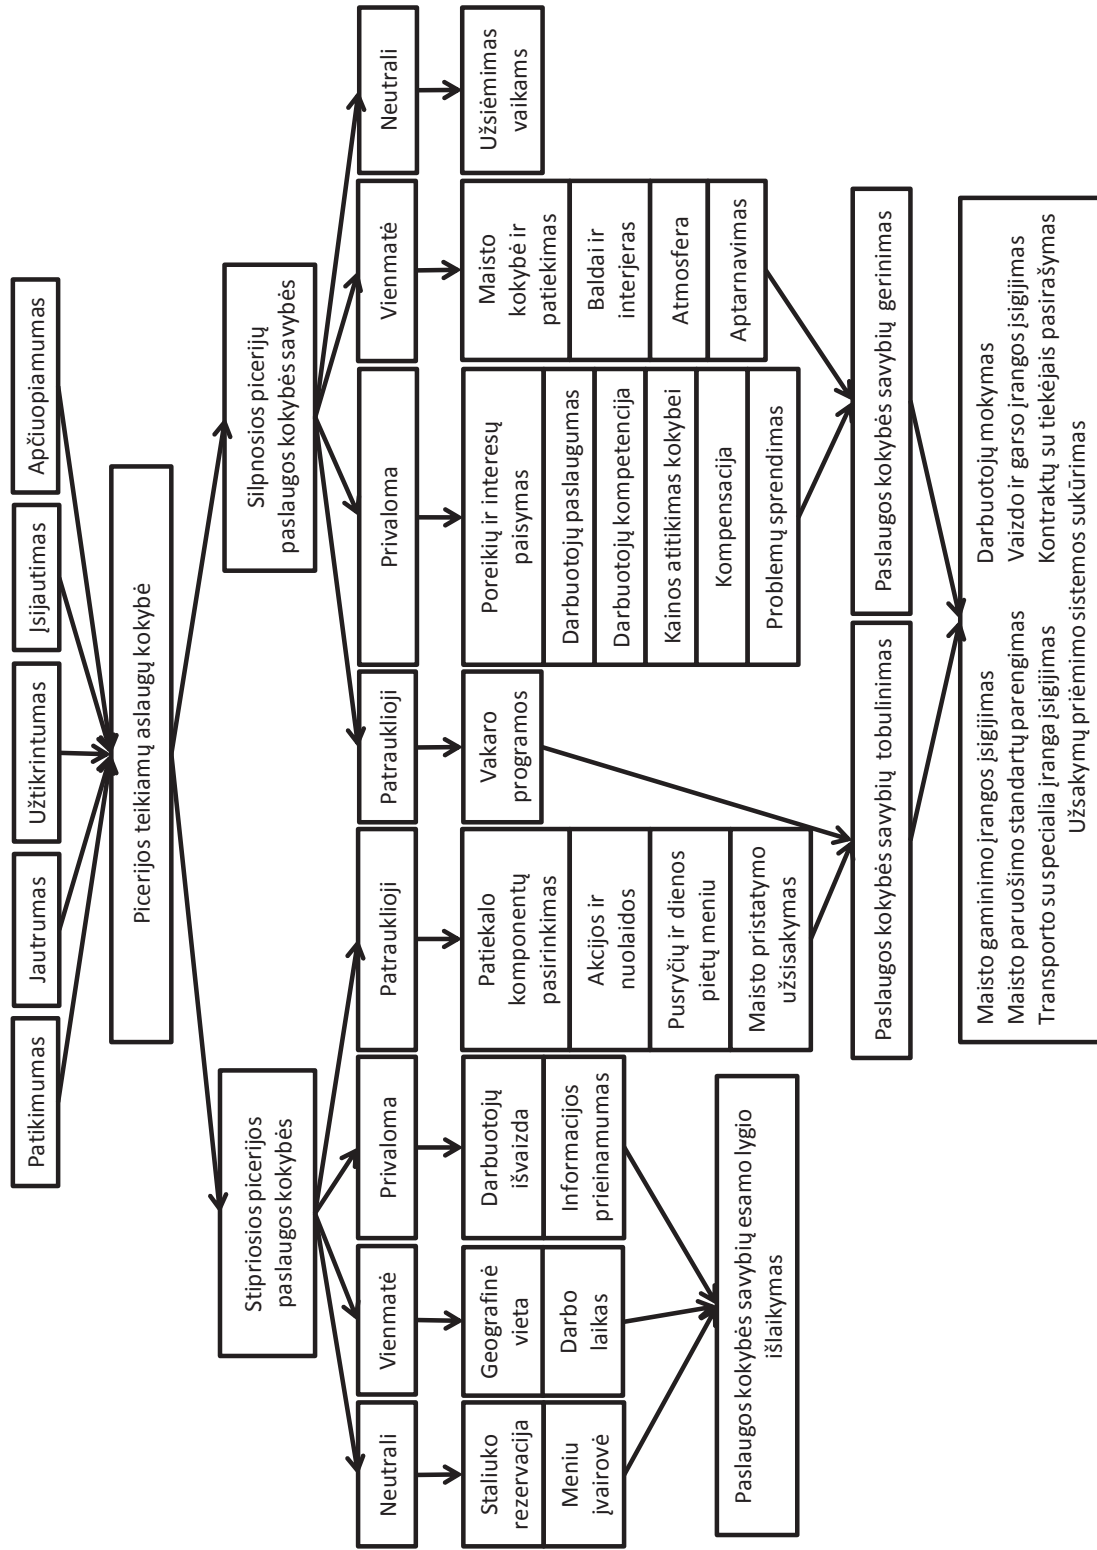 Patikimumas
Jautrumas
Užtikrintumas
Įsijautimas
Apčiuopiamumas
Picerijos teikiamų aslaugų kokybė
Stipriosios picerijos
paslaugos kokybės
Silpnosios picerijų
paslaugos kokybės savybės
Neutrali
Vienmatė
Privaloma
Patrauklioji
Patrauklioji
Privaloma
Vienmatė
Neutrali
Staliuko
rezervacija
Meniu
įvairovė
Geografinė
vieta
Darbo
laikas
Darbuotojų
išvaizda
Informacijos
prieinamumas
Patiekalo
komponentų
pasirinkimas
Akcijos ir
nuolaidos
Pusryčių ir dienos
pietų meniu
Maisto pristatymo
užsisakymas
Vakaro
programos
Poreikių ir interesų
paisymas
Darbuotojų paslaugumas
Darbuotojų kompetencija
Kainos atitikimas kokybei
Kompensacija
Problemų sprendimas
Maisto
kokybė ir
patiekimas
Baldai ir
interjeras
Atmosfera
Aptarnavimas
Užsiėmimas
vaikams
Paslaugos kokybės savybių esamo lygio
išlaikymas
Paslaugos kokybės savybių tobulinimas
Paslaugos kokybės savybių gerinimas
Maisto gaminimo įrangos įsigijimas
Darbuotojų mokymas
Maisto paruošimo standartų parengimas
Vaizdo ir garso įrangos įsigijimas
Transporto su specialia įranga įsigijimas
Kontraktų su tiekėjais pasirašymas
Užsakymų priėmimo sistemos sukūrimas